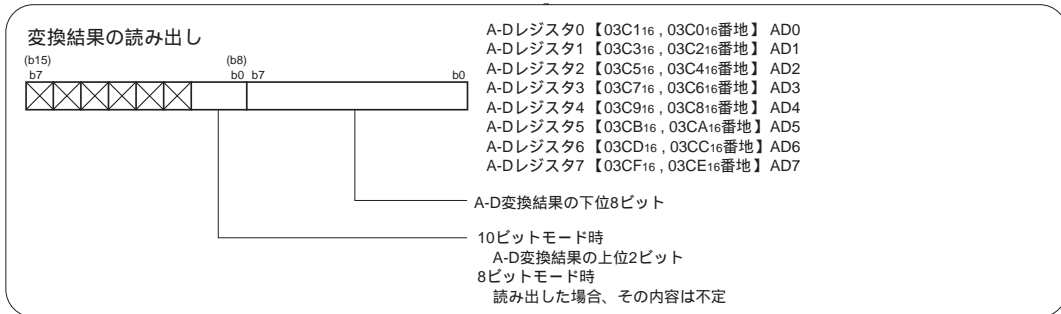 変換結果の読み出し
(b15) (b8)
b7 b0 b7 b0
A-Dレジスタ0【03C116 , 03C016番地】AD0
A-Dレジスタ1【03C316 , 03C216番地】AD1
A-Dレジスタ2【03C516 , 03C416番地】AD2
A-Dレジスタ3【03C716 , 03C616番地】AD3
A-Dレジスタ4【03C916 , 03C816番地】AD4
A-Dレジスタ5【03CB16 , 03CA16番地】AD5
A-Dレジスタ6【03CD16 , 03CC16番地】AD6
A-Dレジスタ7【03CF16 , 03CE16番地】AD7
A-D変換結果の下位8ビット
10ビットモード時
A-D変換結果の上位2ビット
8ビットモード時
読み出した場合、その内容は不定